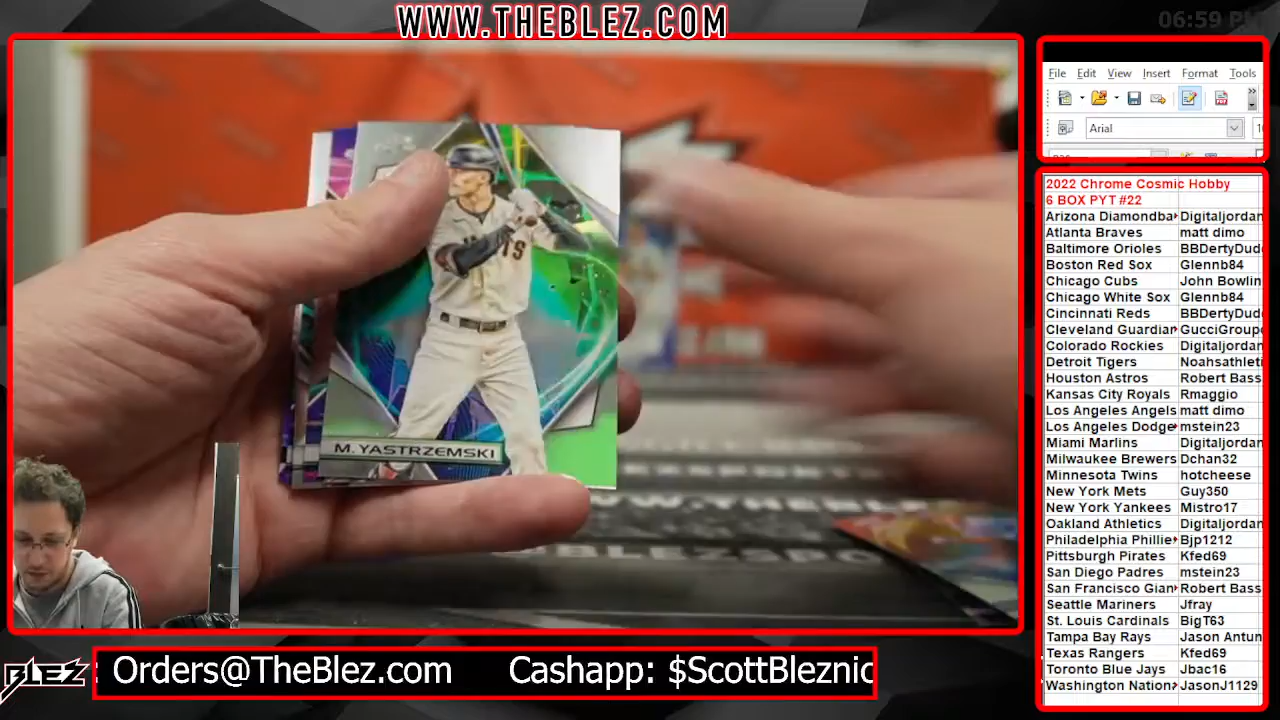 WWW.THEBLEZ.COM
06:59 P
File Edit View Insert Format Tools
Arial
2022 Chrome Cosmic Hobby
6 BOX PYT #22
Arizona Diamondba Digitaljordan
Atlanta Braves matt dimo
Baltimore Orioles BBDertyDude
Boston Red Sox Glennb84
Chicago Cubs John Bowlin
Chicago White Sox Glennb84
Cincinnati Reds BBDertyDude
Cleveland Guardian GucciGroupe
Colorado Rockies Digitaljordan
Detroit Tigers Noahsathleti
Houston Astros Robert Bass
Kansas City Royals Rmaggio
Los Angeles Angels matt dimo
Los Angeles Dodge mstein23
Miami Marlins Digitaljordan
Milwaukee Brewers Dchan32
Minnesota Twins hotcheese
New York Mets Guy350
New York Yankees Mistro17
Oakland Athletics Digitaljordan
Philadelphia Phillie Bjp1212
Pittsburgh Pirates Kfed69
San Diego Padres mstein23
San Francisco Gian Robert Bass
Seattle Mariners Jfray
St. Louis Cardinals BigT63
Tampa Bay Rays Jason Antun
Texas Rangers Kfed69
Toronto Blue Jays Jbac16
Washington Nation JasonJ1129
M. YASTRZEMSKI
BLEZ
Orders@TheBlez.com Cashapp: $ScottBleznic